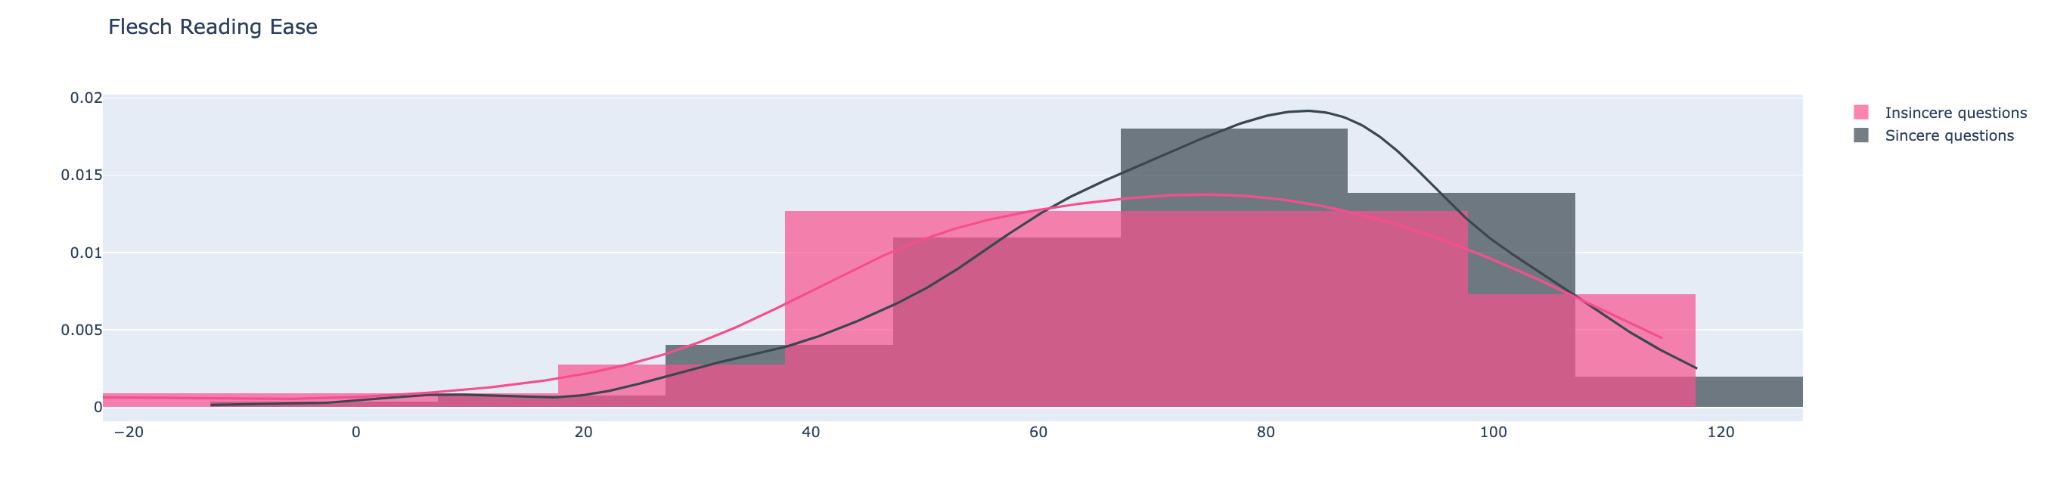 Flesch Reading Ease
0.02
0.015
0.01
0.005
0
−20 0 20 40 60 80 100 120
Insincere questions
Sincere questions